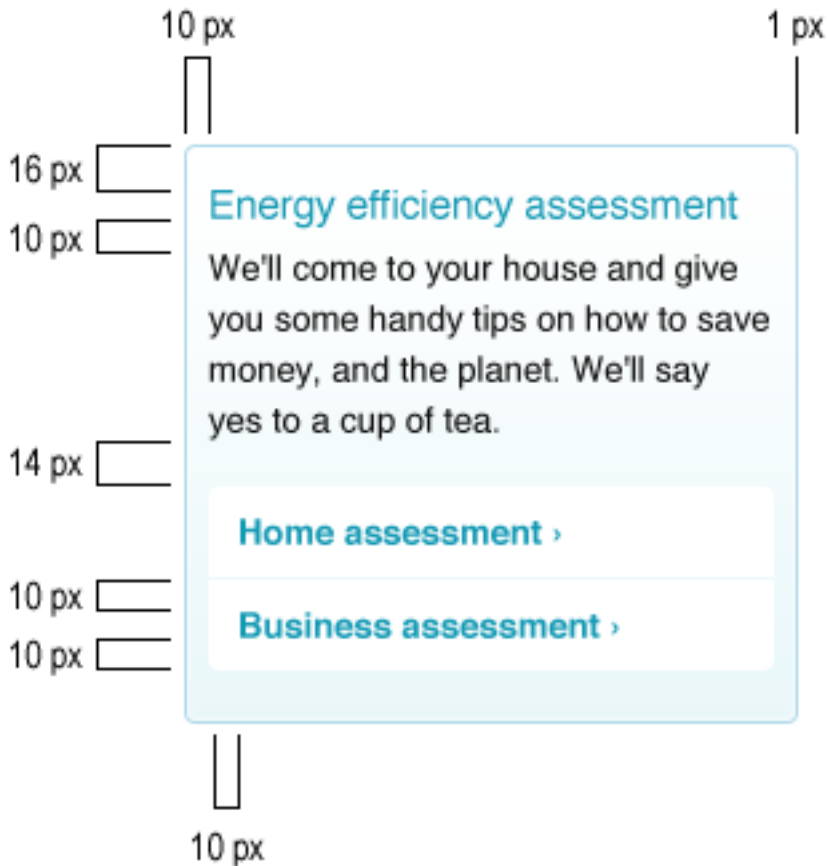 10 px
1 px
16 px
Energy efficiency assessment
10 px
We'll come to your house and give
you some handy tips on how to save
money, and the planet. We'll say
yes to a cup of tea.
14 px
Home assessment ›
10 px
Business assessment ›
10 px
10 px